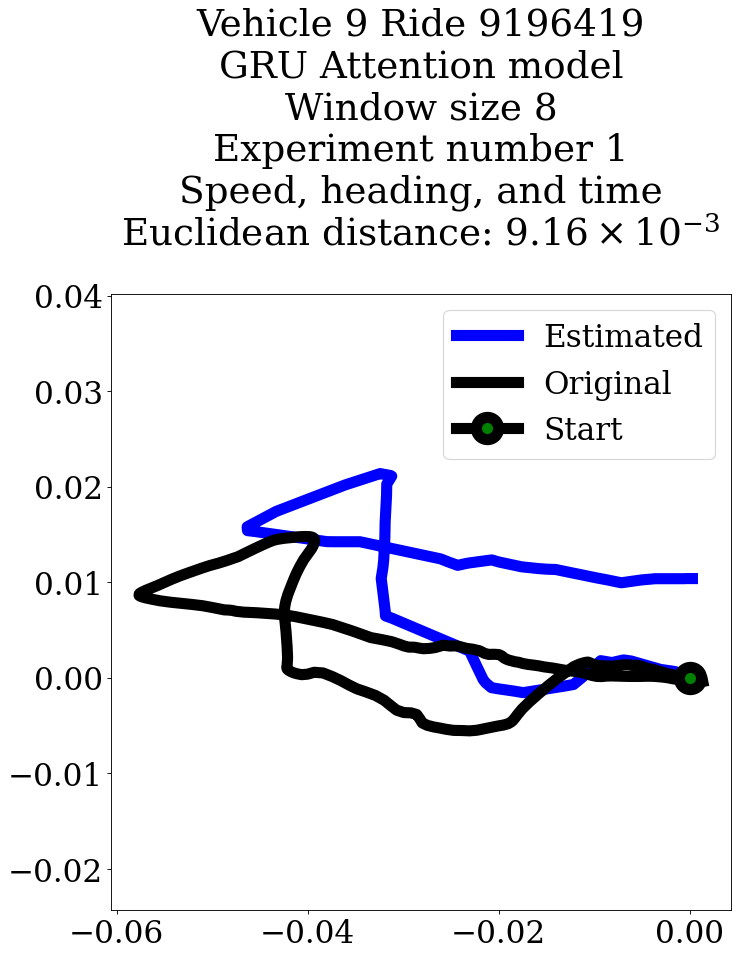 Vehicle 9 Ride 9196419
GRU Attention model
Window size 8
Experiment number 1
Speed, heading, and time
Euclidean distance: 9.16 × 10⁻³
0.04
0.03
0.02
0.01
0.00
−0.01
−0.02
Estimated
Original
Start
−0.06 −0.04 −0.02 0.00